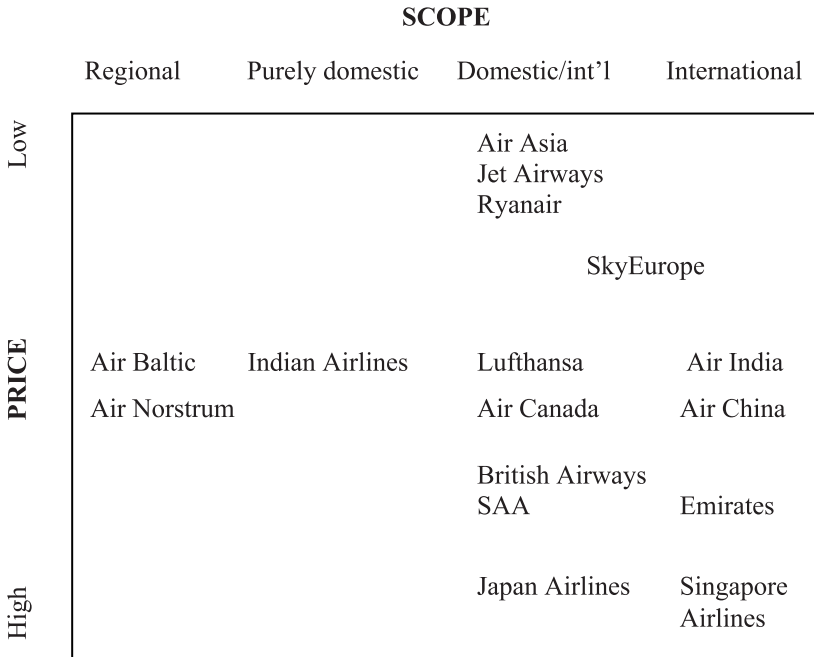 SCOPE
Regional Purely domestic Domestic/int'l International
Low
Air Asia
Jet Airways
Ryanair
SkyEurope
PRICE
Air Baltic Indian Airlines Lufthansa Air India
Air Norstrum Air Canada Air China
British Airways
SAA Emirates
High
Japan Airlines Singapore
Airlines